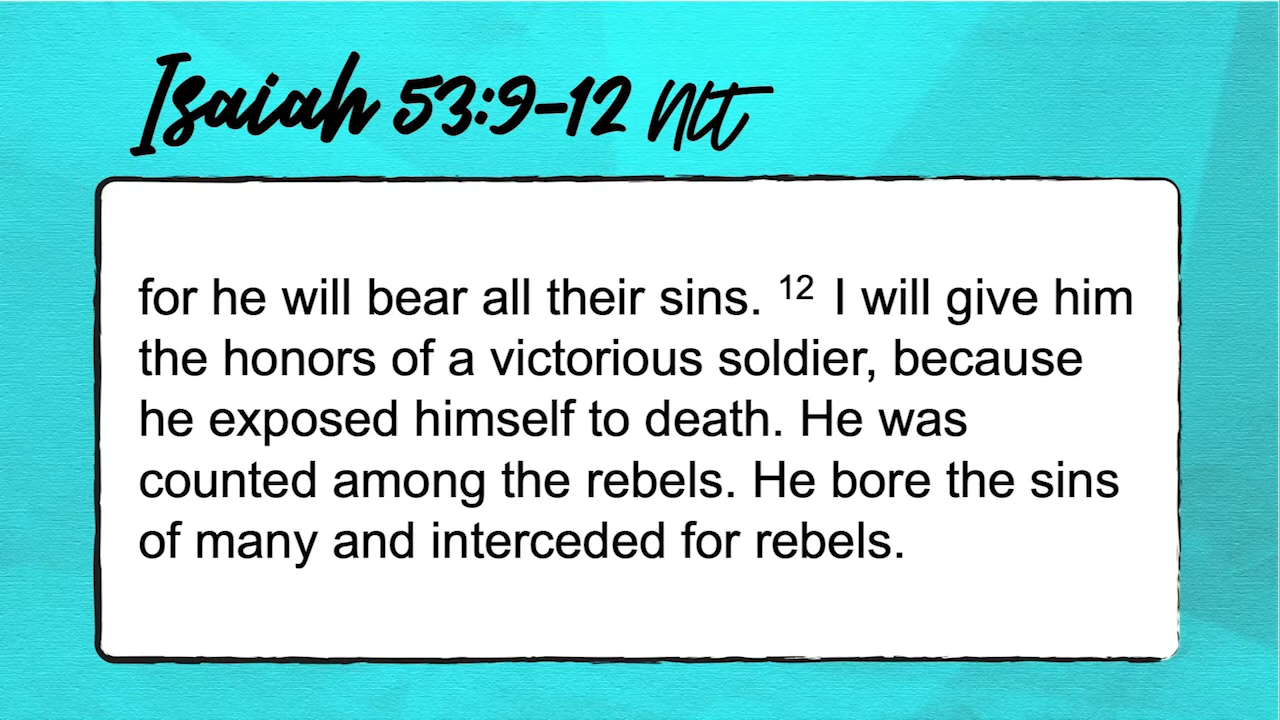 Isaiah 53:9-12 Nlt
for he will bear all their sins. 12 I will give him
the honors of a victorious soldier, because
he exposed himself to death. He was
counted among the rebels. He bore the sins
of many and interceded for rebels.